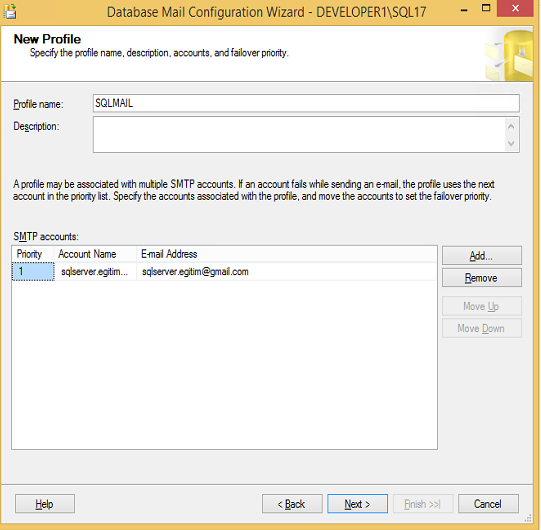 Database Mail Configuration Wizard - DEVELOPER1\SQL17
New Profile
Specify the profile name, description, accounts, and failover priority.
Profile name:
SQLMAIL
Description:
A profile may be associated with multiple SMTP accounts. If an account fails while sending an e-mail, the profile uses the next
account in the priority list. Specify the accounts associated with the profile, and move the accounts to set the failover priority.
SMTP accounts:
Priority Account Name E-mail Address
1 sqlserver.egitim... sqlserver.egitim@gmail.com
Add...
Remove
Move Up
Move Down
Help
< Back
Next >
Finish >>|
Cancel